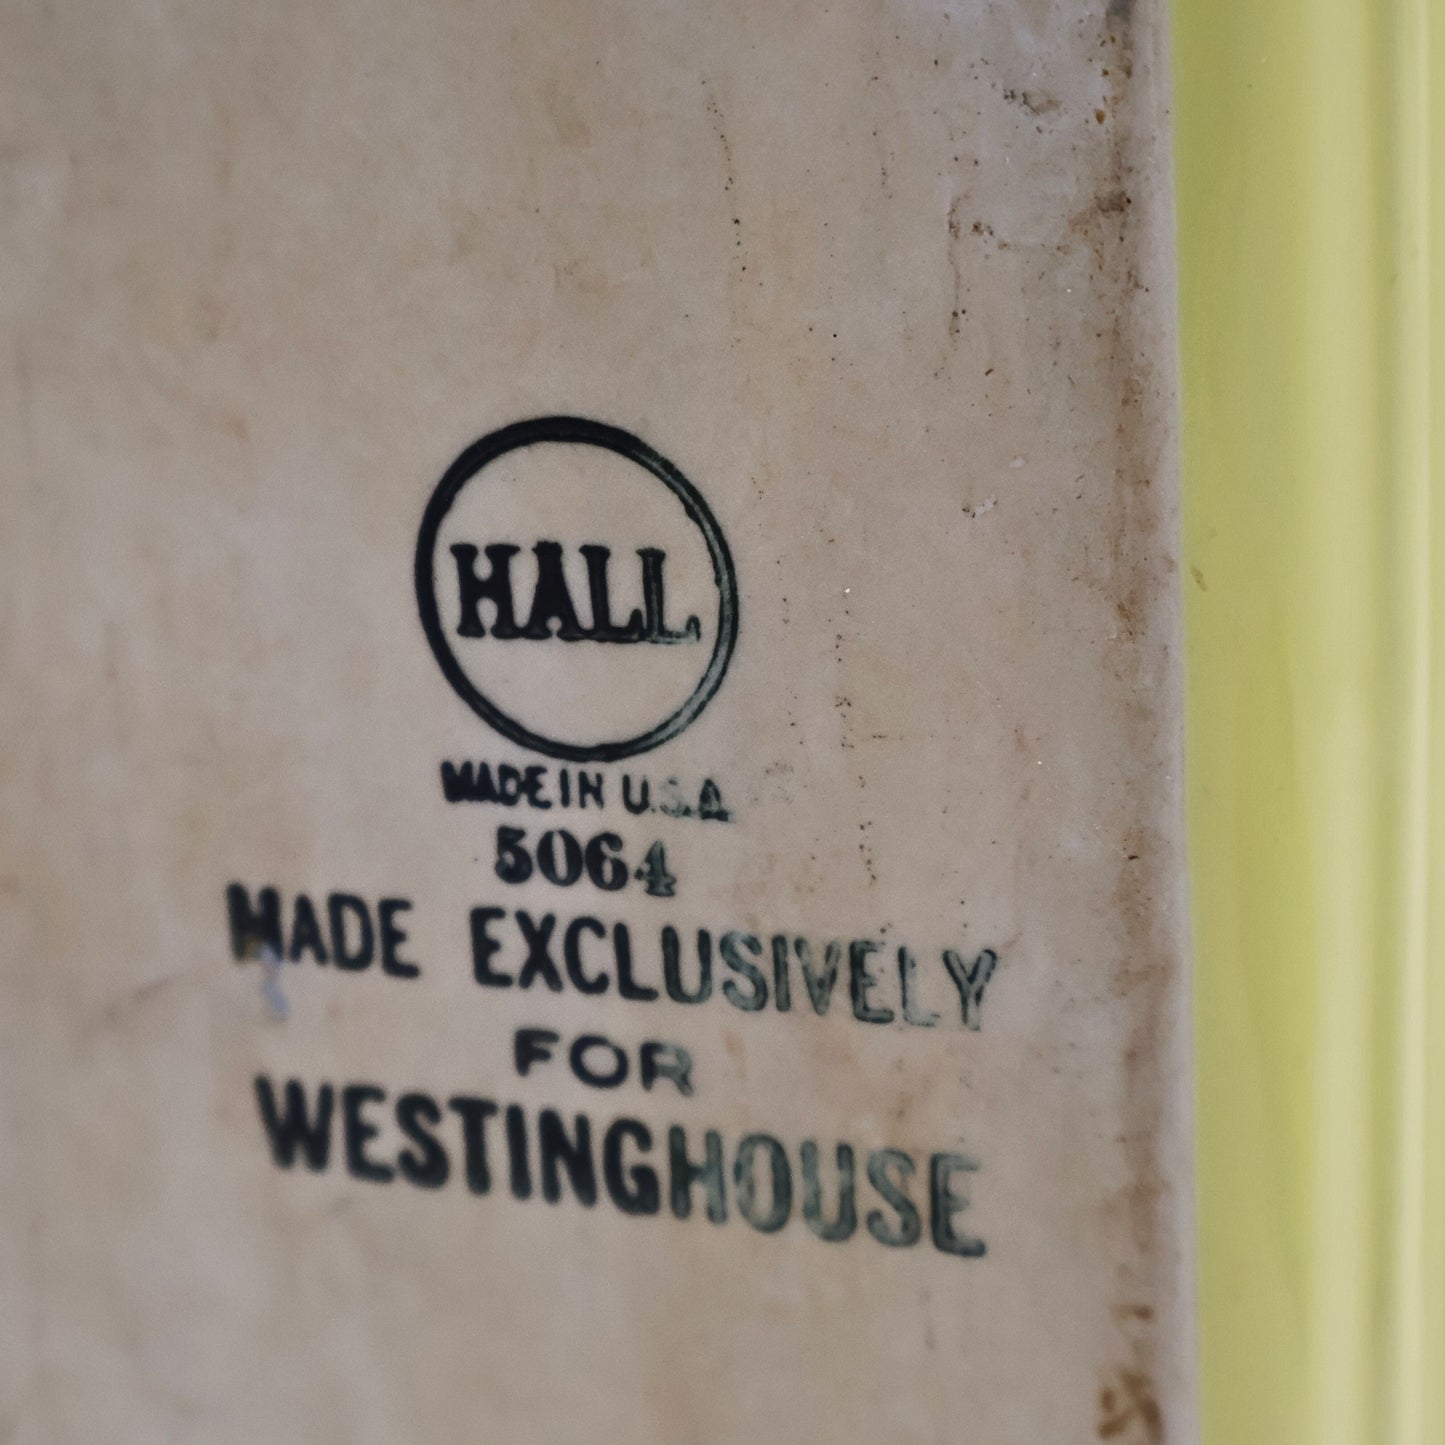 HALL
MADE IN U.S.A.
5064
MADE EXCLUSIVELY
FOR
WESTINGHOUSE